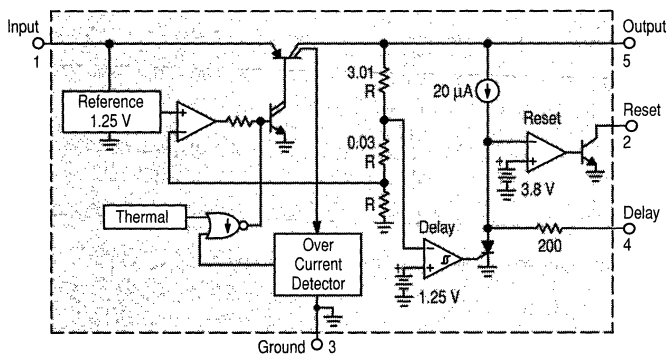 Input
1
Output
5
3.01
R
20 µA
Reference
1.25 V
Reset
Reset
2
0.03
R
3.8 V
R
Thermal
Delay
Delay
4
200
Over
Current
Detector
1.25 V
Ground
3